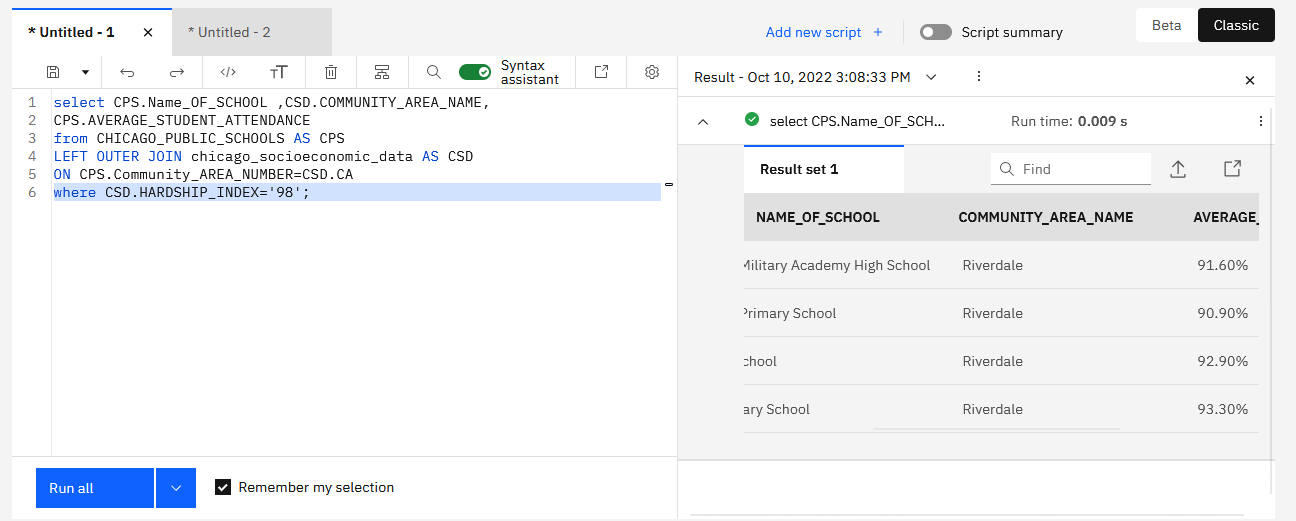 * Untitled - 1
* Untitled - 2
Add new script +
Script summary
Beta
Classic
Syntax assistant
Result - Oct 10, 2022 3:08:33 PM
1 select CPS.Name_OF_SCHOOL ,CSD.COMMUNITY_AREA_NAME,
2 CPS.AVERAGE_STUDENT_ATTENDANCE
3 from CHICAGO_PUBLIC_SCHOOLS AS CPS
4 LEFT OUTER JOIN chicago_socioeconomic_data AS CSD
5 ON CPS.Community_AREA_NUMBER=CSD.CA
6 where CSD.HARDSHIP_INDEX='98';
select CPS.Name_OF_SCH...
Run time: 0.009 s
Result set 1
Find
NAME_OF_SCHOOL COMMUNITY_AREA_NAME AVERAGE_
Military Academy High School Riverdale 91.60%
Primary School Riverdale 90.90%
chool Riverdale 92.90%
ary School Riverdale 93.30%
Run all
Remember my selection